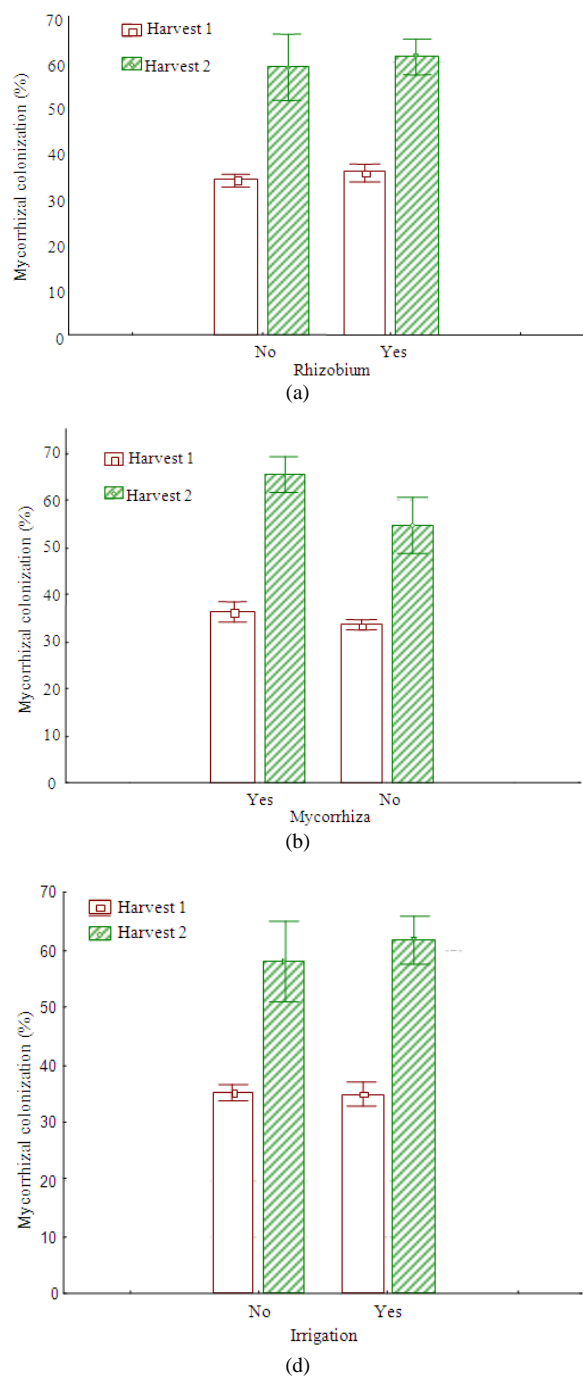 70
60
50
40
30
20
10
0
Mycorrhizal colonization (%)
Harvest 1
Harvest 2
No
Yes
Rhizobium
(a)
70
60
50
40
30
20
10
0
Mycorrhizal colonization (%)
Harvest 1
Harvest 2
Yes
No
Mycorrhiza
(b)
70
60
50
40
30
20
10
0
Mycorrhizal colonization (%)
Harvest 1
Harvest 2
No
Yes
Irrigation
(d)